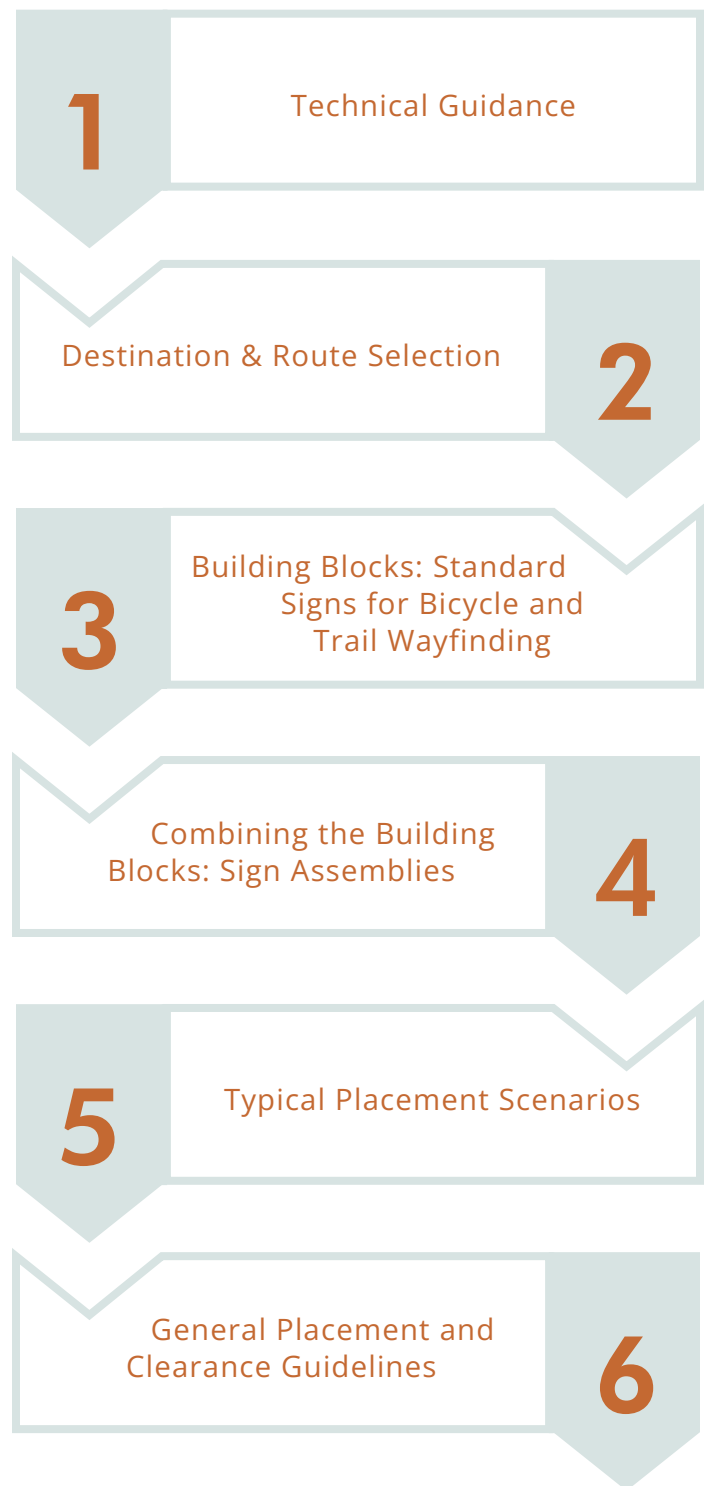 1
Technical Guidance
Destination & Route Selection
2
3
Building Blocks: Standard
Signs for Bicycle and
Trail Wayfinding
Combining the Building
Blocks: Sign Assemblies
4
5
Typical Placement Scenarios
General Placement and
Clearance Guidelines
6